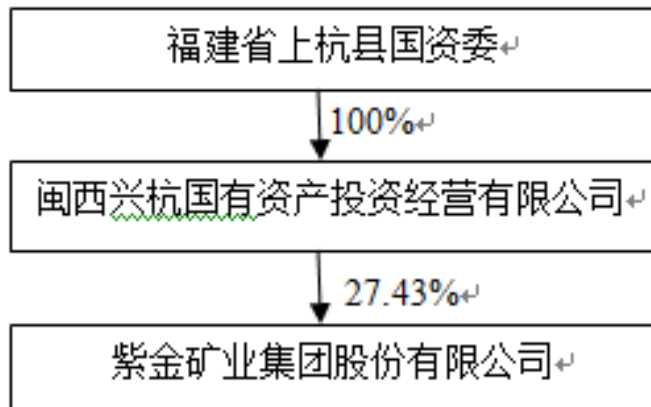 福建省上杭县国资委
100%
闽西兴杭国有资产投资经营有限公司
27.43%
紫金矿业集团股份有限公司